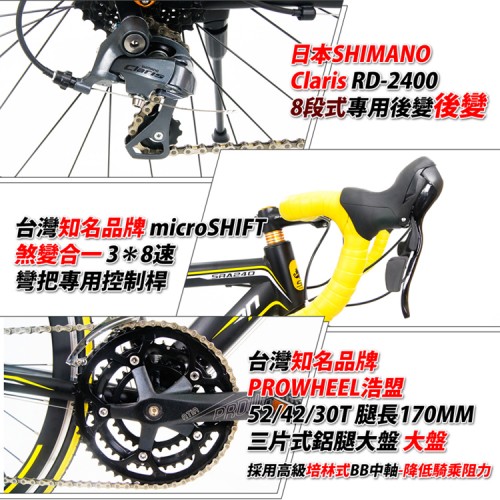 日本SHIMANO
Claris RD-2400
8段式專用後變後變
Claris
台灣知名品牌 microSHIFT
煞變合一 3＊8速
彎把專用控制桿
SRA240
台灣知名品牌
PROWHEEL浩盟
52/42/30T 腿長170MM
三片式鋁腿大盤 大盤
採用高級培林式BB中軸-降低騎乘阻力